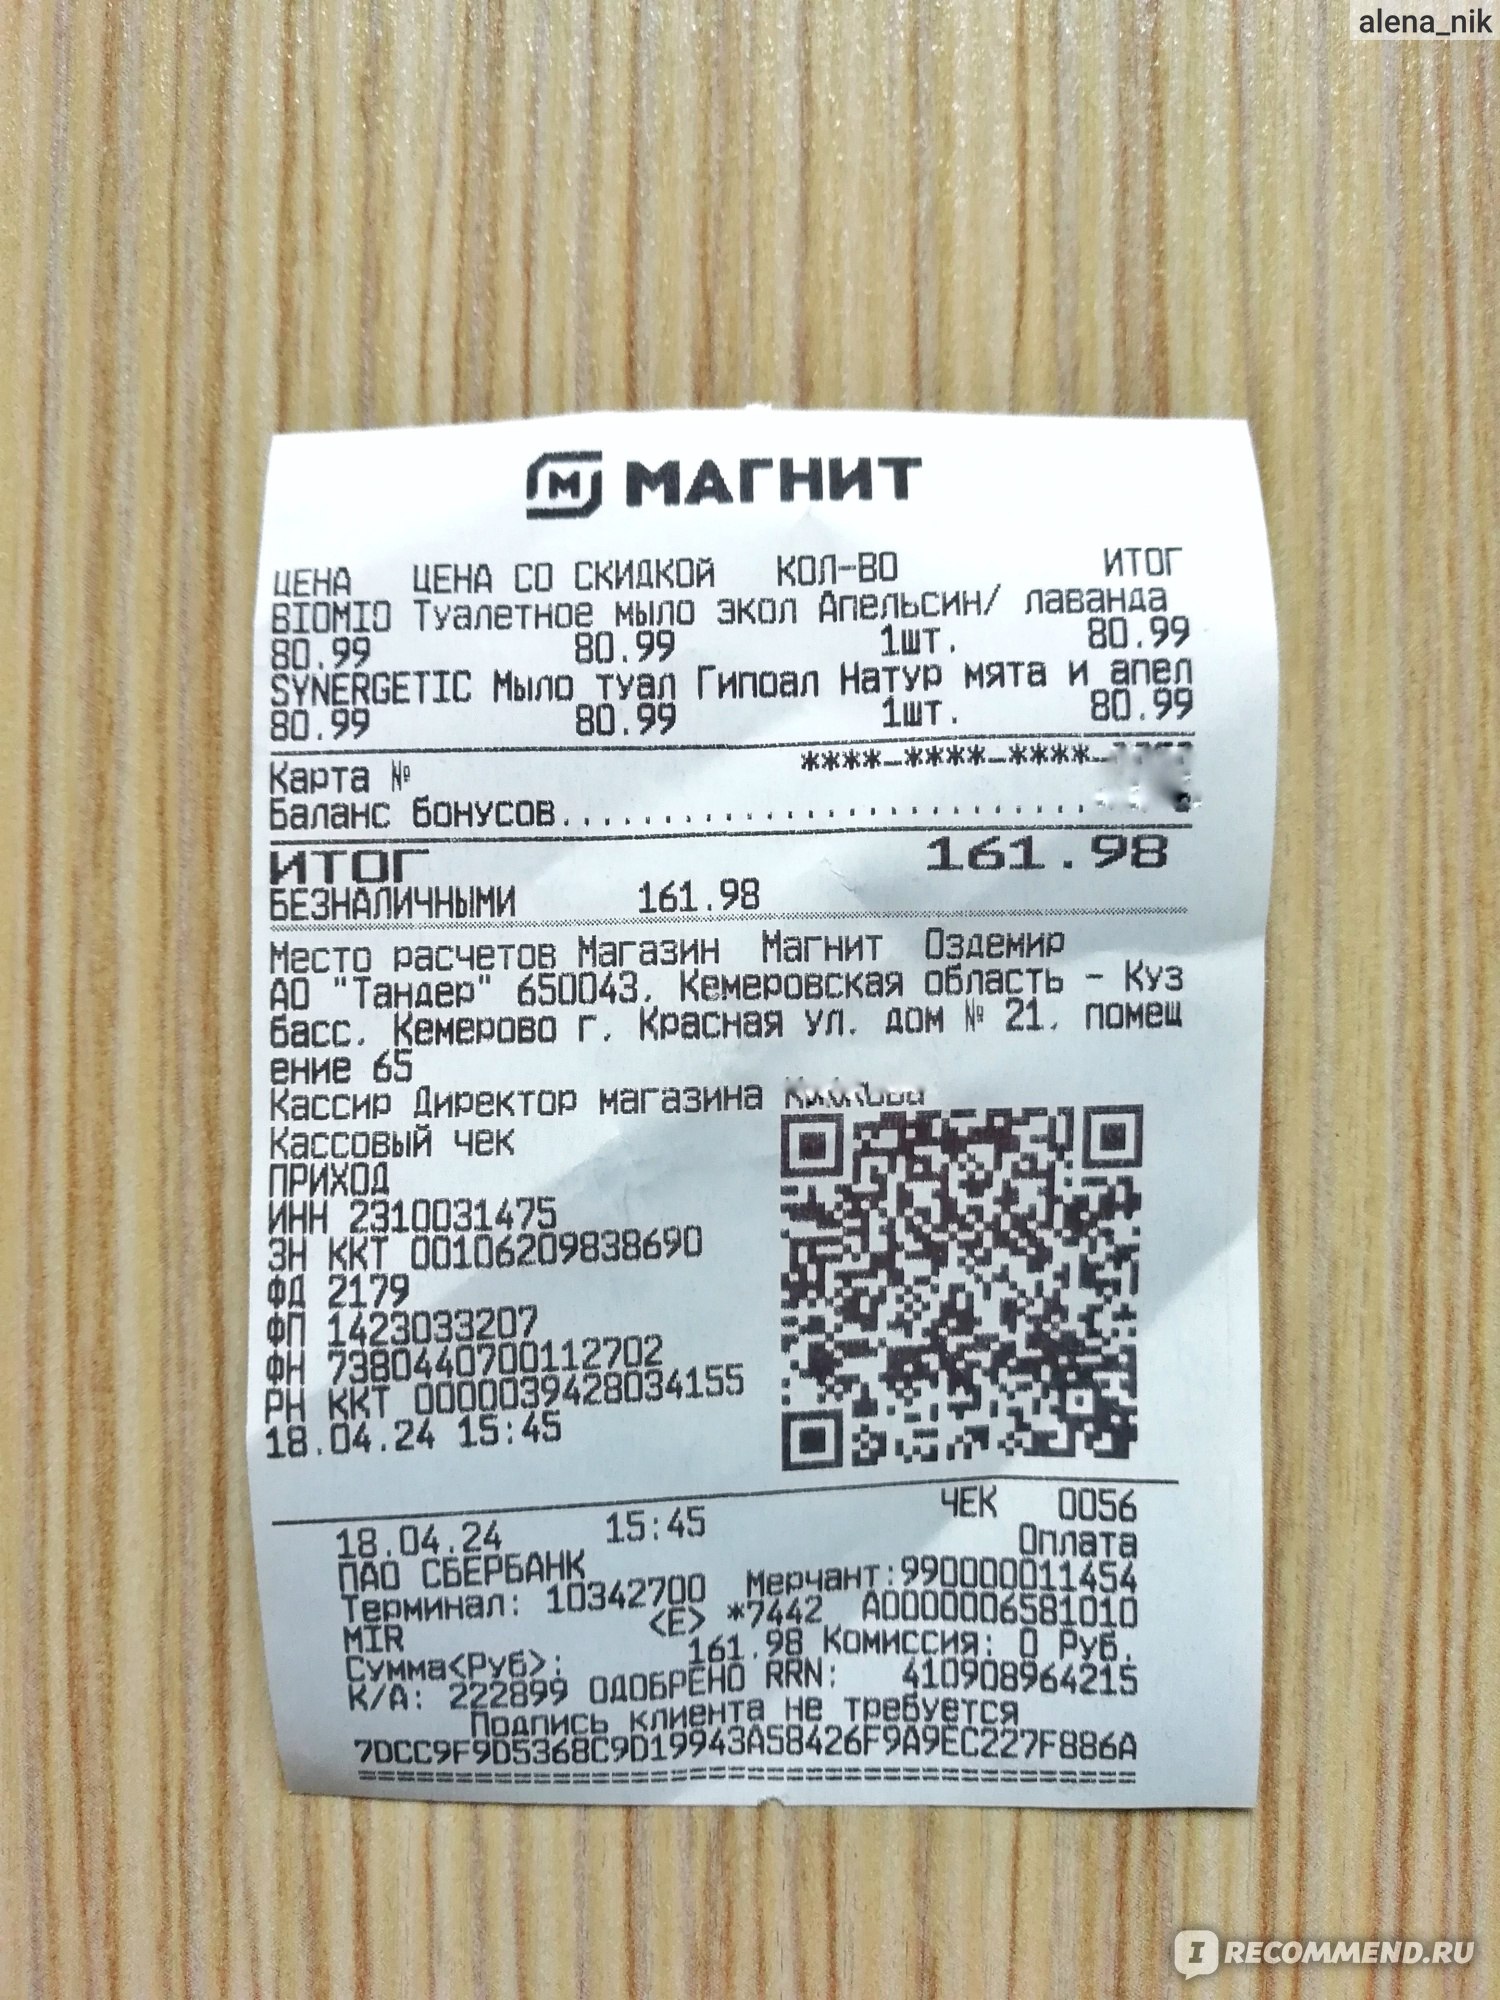 alena_nik
МАГНИТ
ЦЕНА ЦЕНА СО СКИДКОЙ КОЛ-ВО ИТОГ
BIOMIO Туалетное мыло экол Апельсин/ лаванда
80.99 80.99 1шт. 80.99
SYNERGETIC Мыло туал Гипоал Натур мята и апел
80.99 80.99 1шт. 80.99
Карта № ****-****-****-
Баланс бонусов..........................
ИТОГ 161.98
БЕЗНАЛИЧНЫМИ 161.98
Место расчетов Магазин Магнит Оздемир
АО "Тандер" 650043, Кемеровская область - Куз
басс, Кемерово г, Красная ул. дом № 21, помещ
ение 65
Кассир Директор магазина
Кассовый чек
ПРИХОД
ИНН 2310031475
ЗН ККТ 00106209838690
ФД 2179
ФП 1423033207
ФН 7380440700112702
РН ККТ 0000039428034155
18.04.24 15:45
18.04.24 15:45 ЧЕК 0056
ПАО СБЕРБАНК Оплата
Терминал: 10342700 Мерчант:990000011454
MIR <E> *7442 A0000006581010
Сумма<Руб>: 161.98 Комиссия: 0 Руб.
К/А: 222899 ОДОБРЕНО RRN: 410908964215
Подпись клиента не требуется
7DCC9F9D5368C9D19943A58426F9A9EC227F886A
======================================
IRECOMMEND.RU